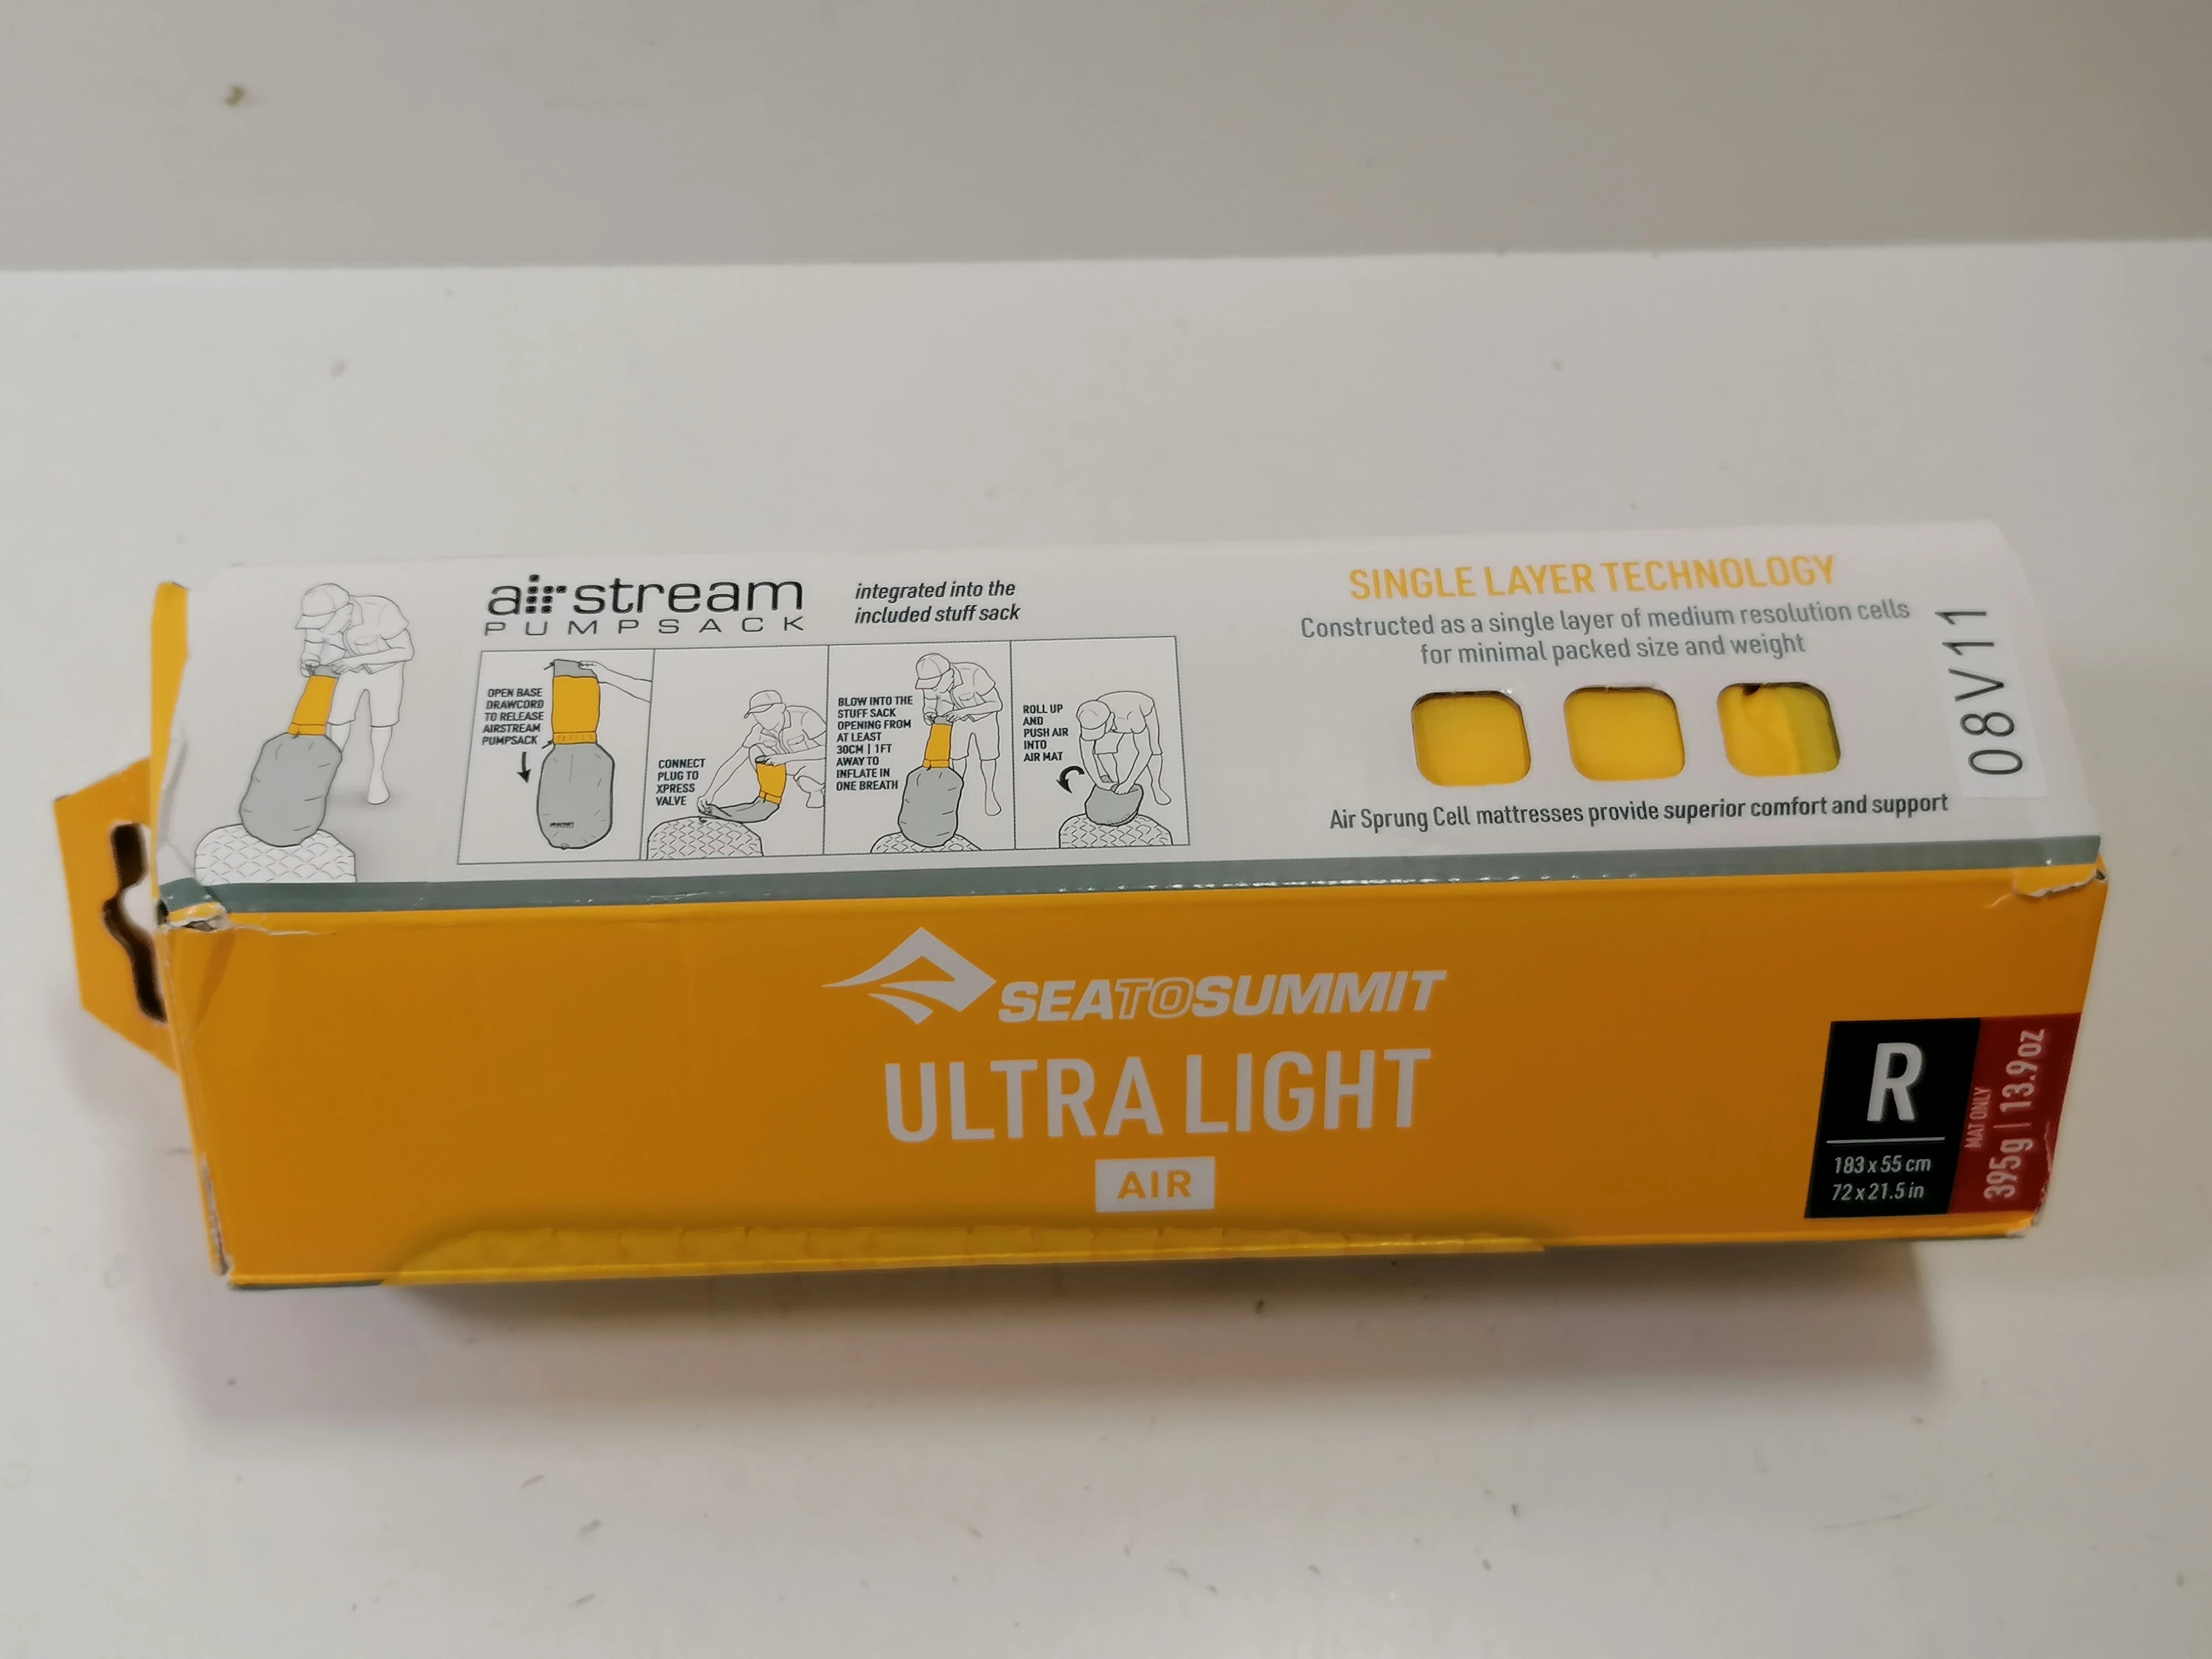 airstream
PUMPSACK
integrated into the
included stuff sack
OPEN BASE
DRAWCORD
TO RELEASE
AIRSTREAM
PUMPSACK
CONNECT
PLUG TO
XPRESS
VALVE
BLOW INTO THE
STUFF SACK
OPENING FROM
AT LEAST
30CM | 1FT
AWAY TO
INFLATE IN
ONE BREATH
ROLL UP
AND
PUSH AIR
INTO
AIR MAT
SINGLE LAYER TECHNOLOGY
Constructed as a single layer of medium resolution cells
for minimal packed size and weight
Air Sprung Cell mattresses provide superior comfort and support
08V11
SEATOSUMMIT
ULTRA LIGHT
AIR
R
183 x 55 cm
72 x 21.5 in
MAT ONLY
395g | 13.9oz